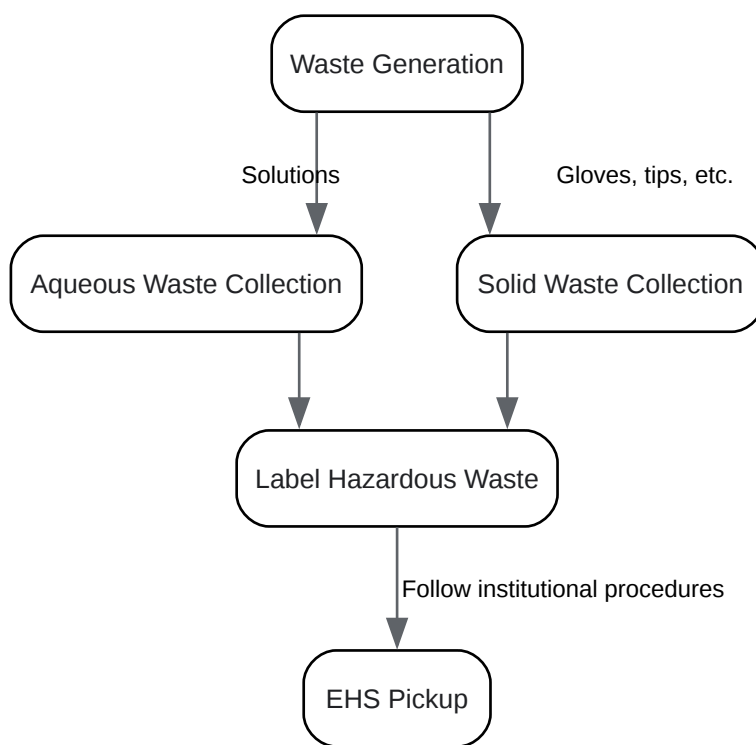 Waste Generation
Solutions
Gloves, tips, etc.
Aqueous Waste Collection
Solid Waste Collection
Label Hazardous Waste
Follow institutional procedures
EHS Pickup